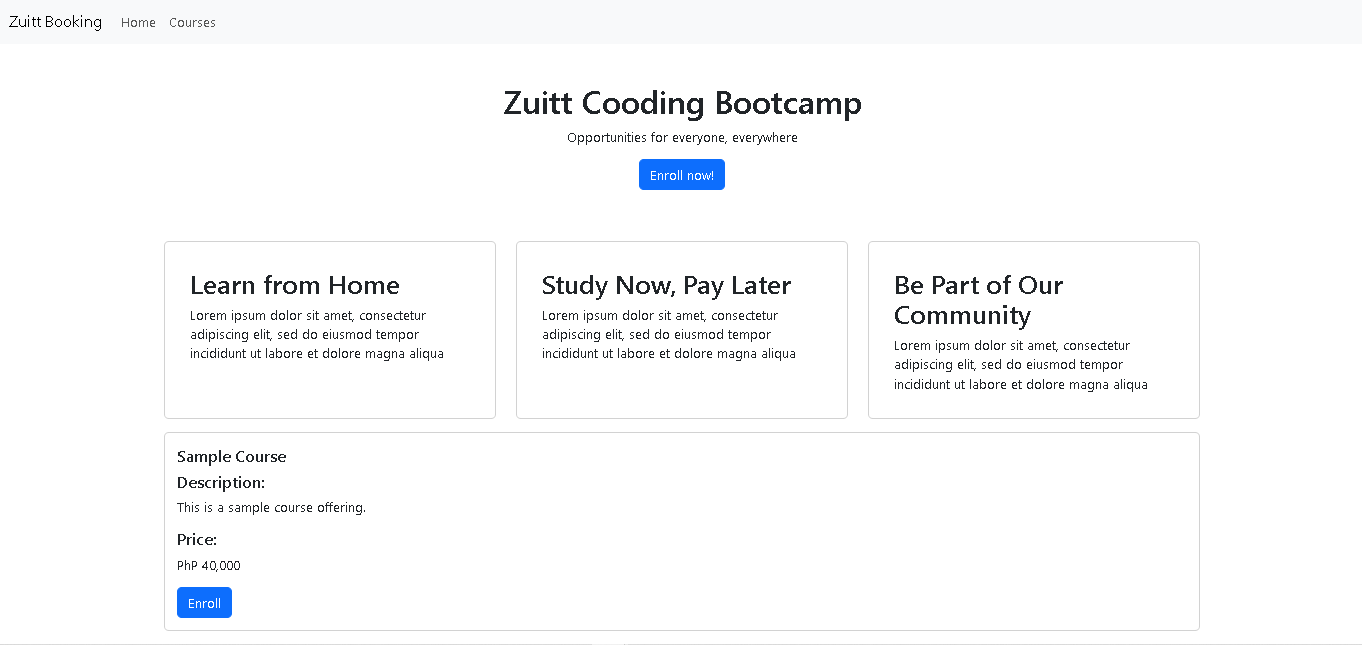 Zuitt Booking Home Courses
Zuitt Cooding Bootcamp
Opportunities for everyone, everywhere
Enroll now!
Learn from Home
Lorem ipsum dolor sit amet, consectetur
adipiscing elit, sed do eiusmod tempor
incididunt ut labore et dolore magna aliqua
Study Now, Pay Later
Lorem ipsum dolor sit amet, consectetur
adipiscing elit, sed do eiusmod tempor
incididunt ut labore et dolore magna aliqua
Be Part of Our
Community
Lorem ipsum dolor sit amet, consectetur
adipiscing elit, sed do eiusmod tempor
incididunt ut labore et dolore magna aliqua
Sample Course
Description:
This is a sample course offering.
Price:
PhP 40,000
Enroll